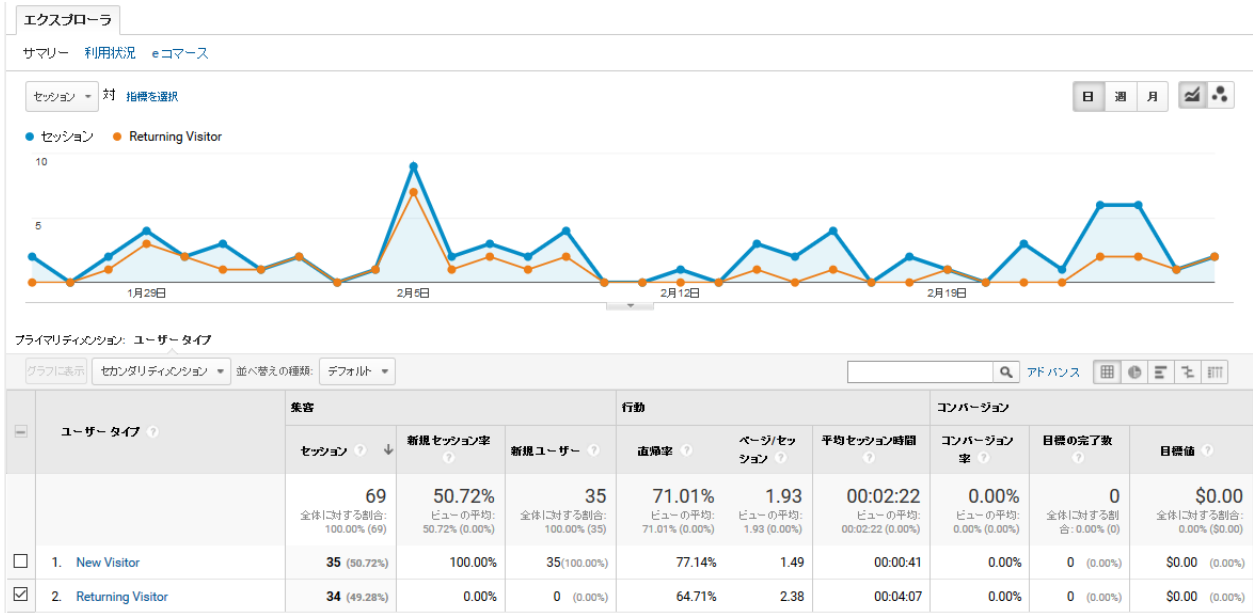 エクスプローラ
サマリー 利用状況 eコマース
セッション 対 指標を選択 日 週 月
セッション Returning Visitor
10
5
1月29日 2月5日 2月12日 2月19日
プライマリディメンション: ユーザー タイプ
グラフに表示 セカンダリ ディメンション 並べ替えの種類: デフォルト アドバンス
集客 行動 コンバージョン
ユーザー タイプ ?
セッション ? ↓ 新規セッション率 ? 新規ユーザー ? 直帰率 ? ページ/セッション ? 平均セッション時間 ? コンバージョン率 ? 目標の完了数 ? 目標値 ?
69 50.72% 35 71.01% 1.93 00:02:22 0.00% 0 $0.00
全体に対する割合: ビューの平均: 全体に対する割合: ビューの平均: ビューの平均: ビューの平均: ビューの平均: 全体に対する割合: 0.00% (0) 全体に対する割合:
100.00% (69) 50.72% (0.00%) 100.00% (35) 71.01% (0.00%) 1.93 (0.00%) 00:02:22 (0.00%) 0.00% (0.00%) 0.00% ($0.00)
1. New Visitor 35 (50.72%) 100.00% 35(100.00%) 77.14% 1.49 00:00:41 0.00% 0 (0.00%) $0.00 (0.00%)
2. Returning Visitor 34 (49.28%) 0.00% 0 (0.00%) 64.71% 2.38 00:04:07 0.00% 0 (0.00%) $0.00 (0.00%)